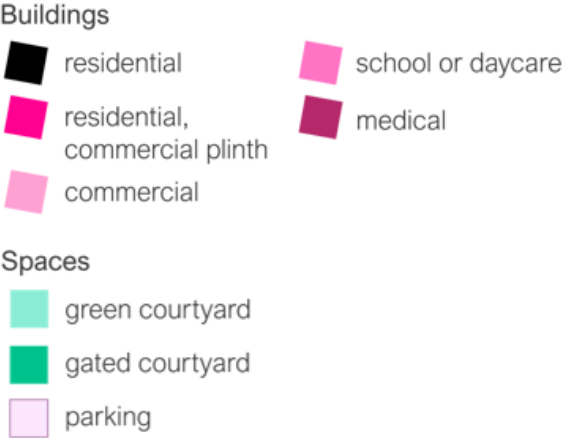 Buildings
residential
residential,
commercial plinth
commercial
school or daycare
medical
Spaces
green courtyard
gated courtyard
parking